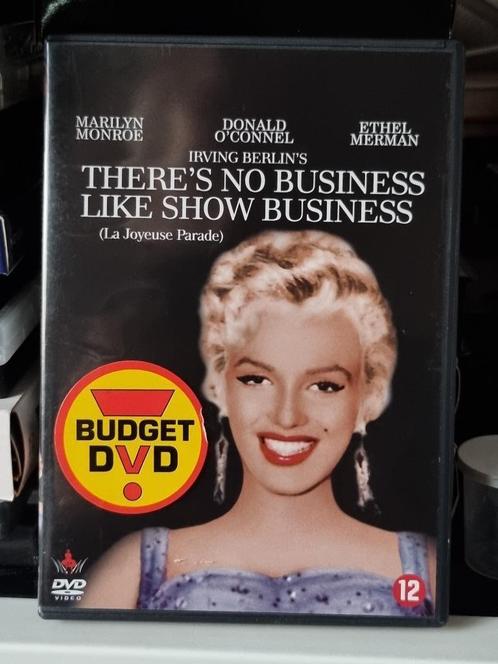 MARILYN
MONROE
DONALD
O'CONNEL
ETHEL
MERMAN
IRVING BERLIN'S
THERE'S NO BUSINESS
LIKE SHOW BUSINESS
(La Joyeuse Parade)
BUDGET
DVD
DVD
VIDEO
12